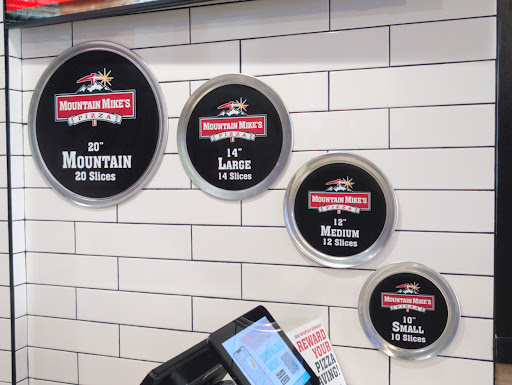 MOUNTAIN MIKE'S
PIZZA
20"
MOUNTAIN
20 Slices
MOUNTAIN MIKE'S
PIZZA
14"
LARGE
14 Slices
MOUNTAIN MIKE'S
PIZZA
12"
MEDIUM
12 Slices
MOUNTAIN MIKE'S
PIZZA
10"
SMALL
10 Slices
REWARD
YOUR
PIZZA